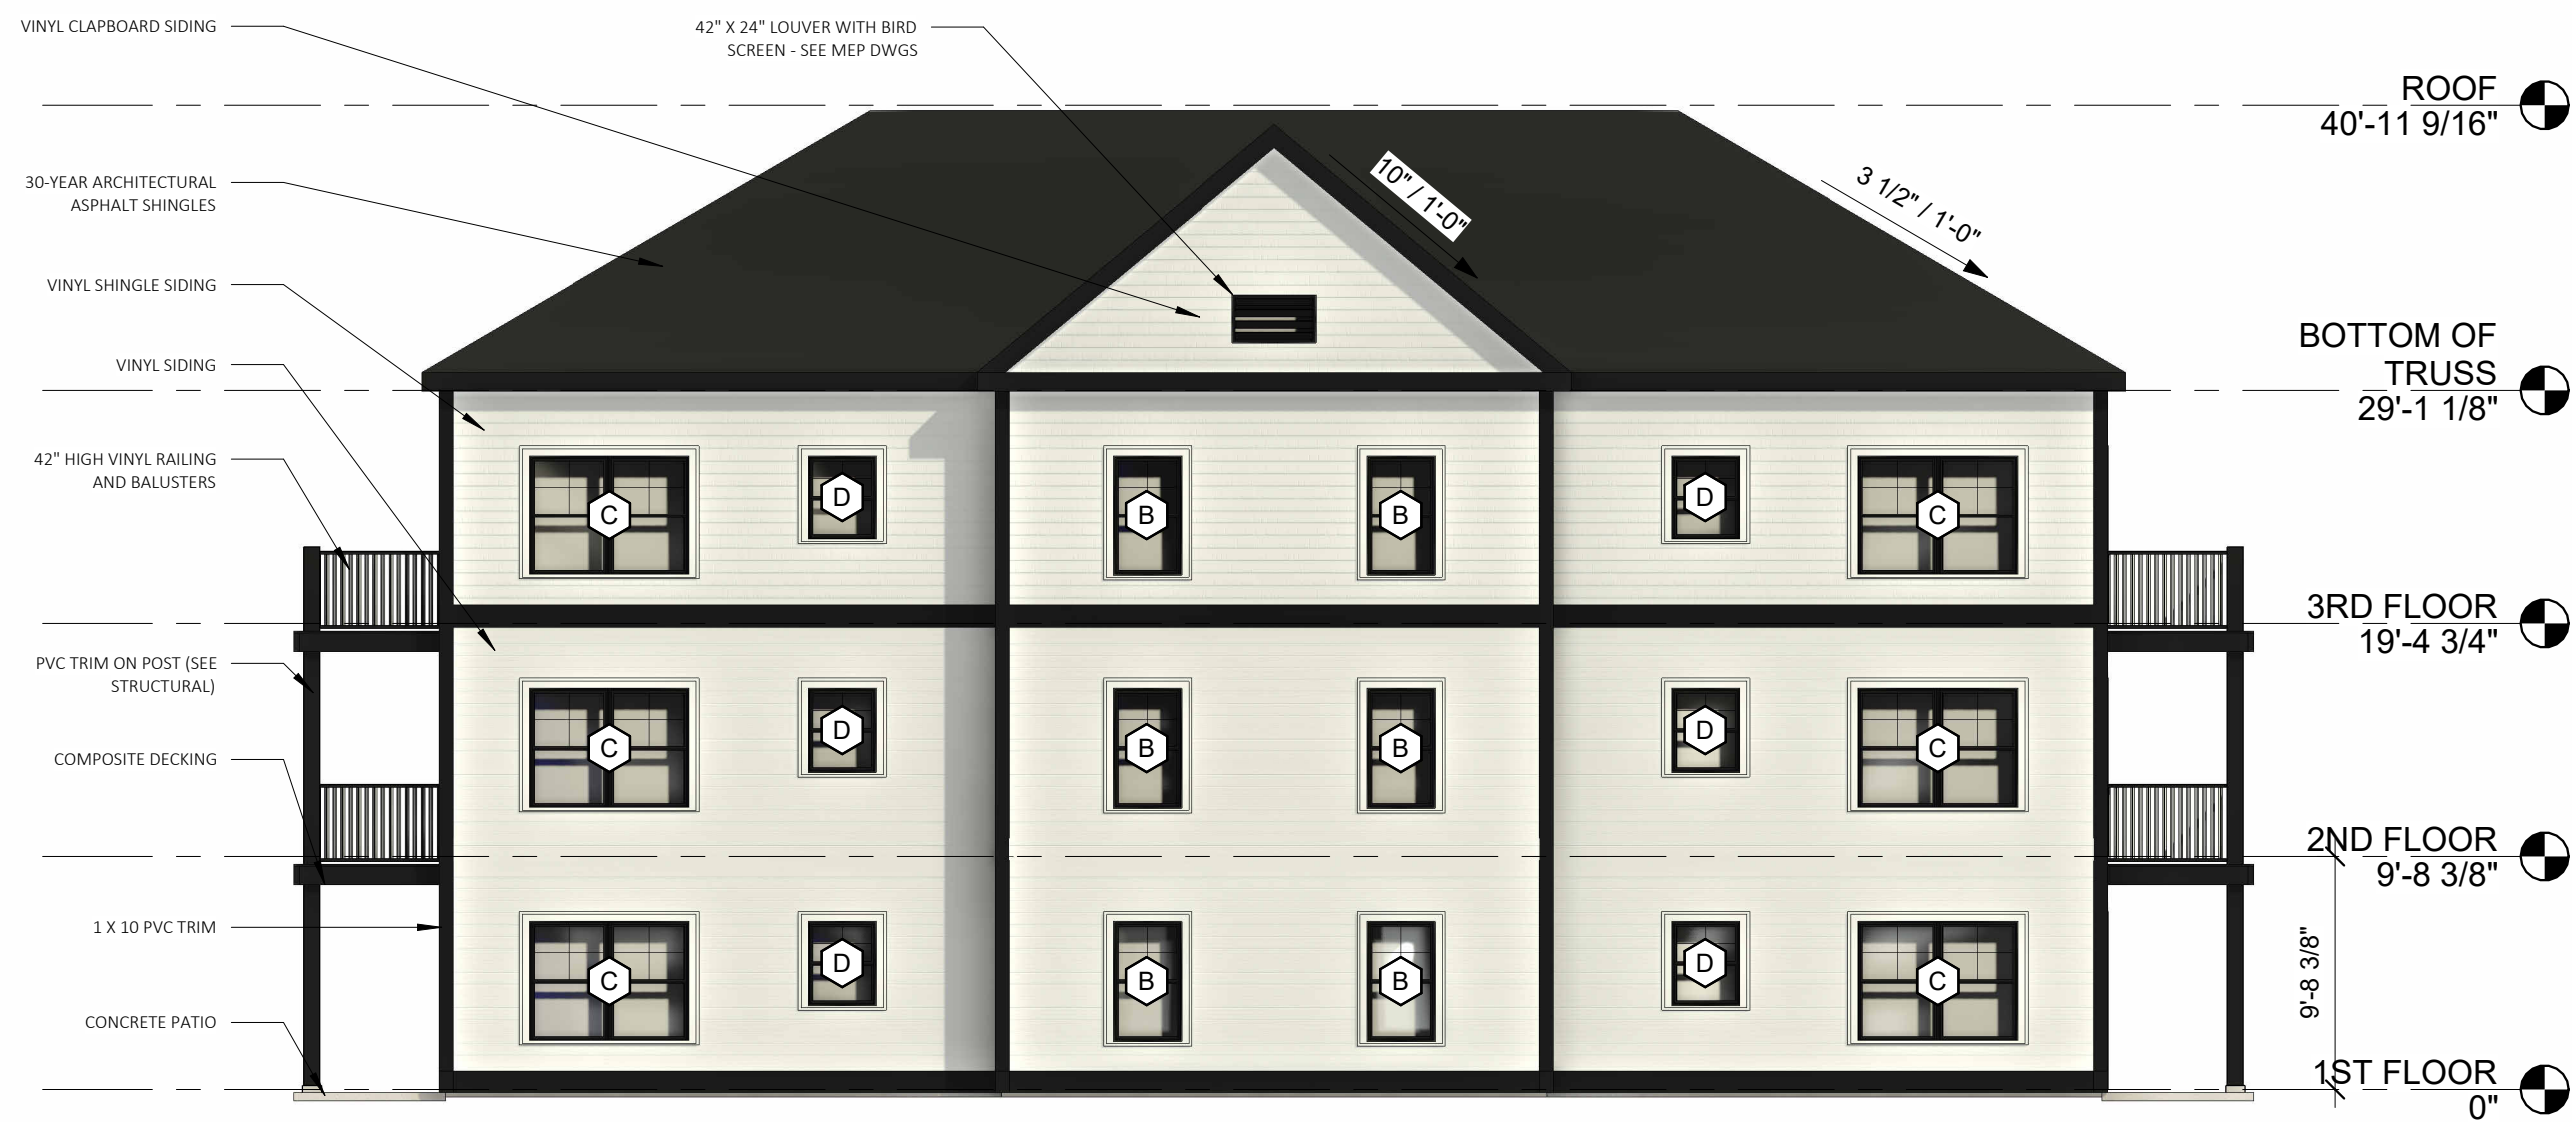 VINYL CLAPBOARD SIDING
42" X 24" LOUVER WITH BIRD
SCREEN - SEE MEP DWGS
ROOF
40'-11 9/16"
30-YEAR ARCHITECTURAL
ASPHALT SHINGLES
10" / 1'-0"
3 1/2" / 1'-0"
VINYL SHINGLE SIDING
VINYL SIDING
BOTTOM OF
TRUSS
29'-1 1/8"
42" HIGH VINYL RAILING
AND BALUSTERS
C
D
B
B
D
C
3RD FLOOR
19'-4 3/4"
PVC TRIM ON POST (SEE
STRUCTURAL)
C
D
B
B
D
C
COMPOSITE DECKING
2ND FLOOR
9'-8 3/8"
1 X 10 PVC TRIM
C
D
B
B
D
C
9'-8 3/8"
CONCRETE PATIO
1ST FLOOR
0"